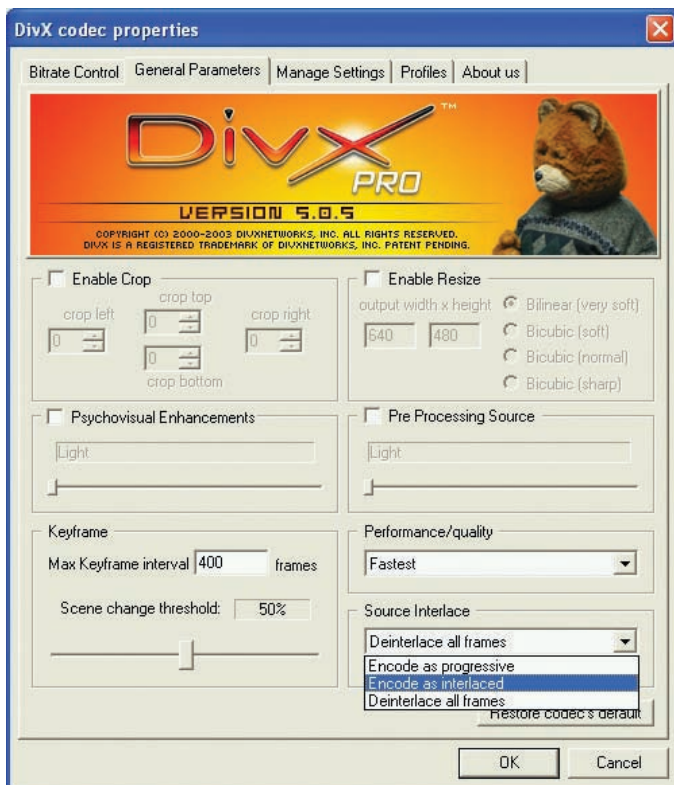 DivX codec properties
Bitrate Control General Parameters Manage Settings Profiles About us
DivX™
PRO
VERSION 5.0.5
COPYRIGHT (C) 2000-2003 DIVXNETWORKS, INC. ALL RIGHTS RESERVED.
DIVX IS A REGISTERED TRADEMARK OF DIVXNETWORKS, INC. PATENT PENDING.
Enable Crop
crop top
crop left
crop right
0
0
0
0
crop bottom
Enable Resize
output width x height
640 480
Bilinear (very soft)
Bicubic (soft)
Bicubic (normal)
Bicubic (sharp)
Psychovisual Enhancements
Light
Pre Processing Source
Light
Keyframe
Max Keyframe interval 400 frames
Scene change threshold: 50%
Performance/quality
Fastest
Source Interlace
Deinterlace all frames
Encode as progressive
Encode as interlaced
Deinterlace all frames
Restore codec's default
OK Cancel